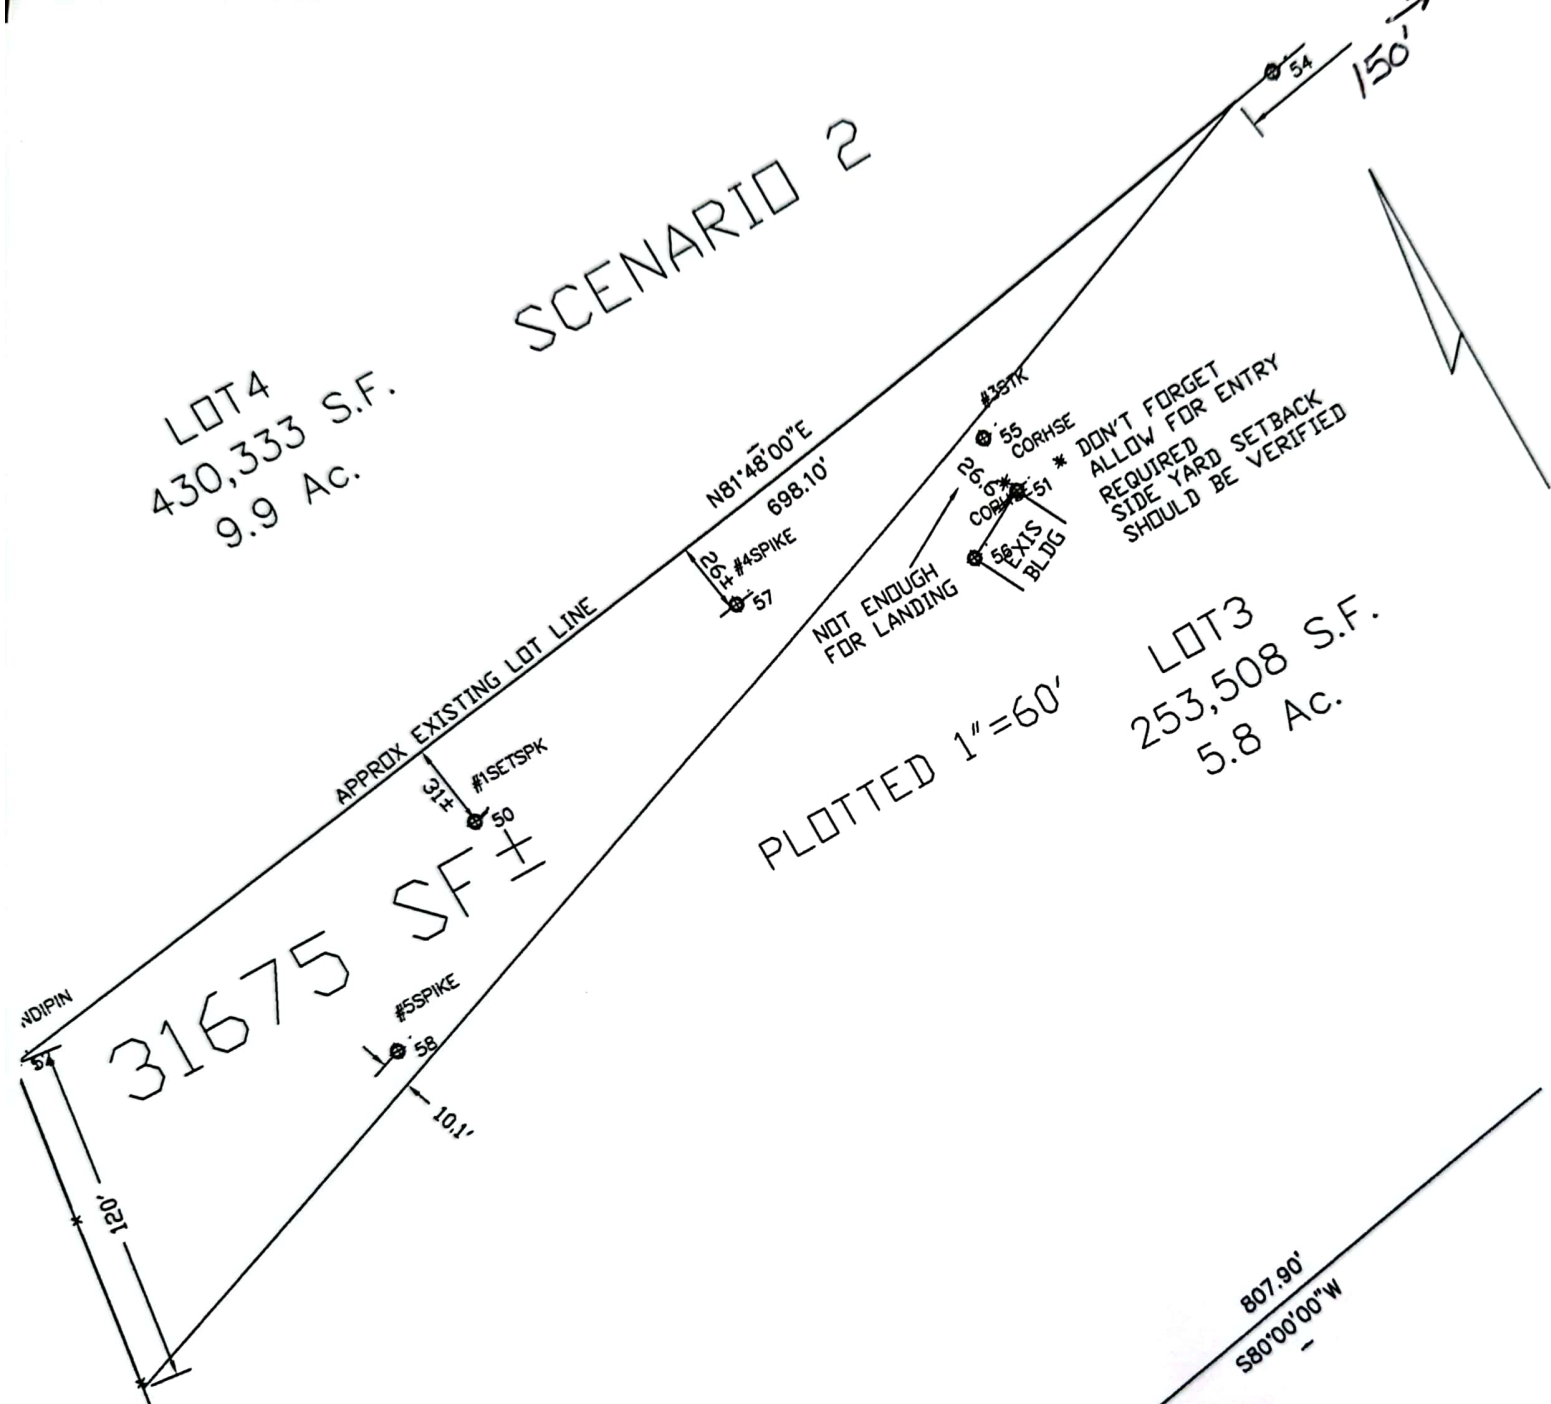 54
150'
SCENARIO 2
LOT4
430,333 S.F.
9.9 Ac.
N81°48'00"E
698.10'
#3STK
55
CORHSE
26.6
51
* DON'T FORGET
ALLOW FOR ENTRY
REQUIRED
SIDE YARD SETBACK
SHOULD BE VERIFIED
56
EXIS
BLDG
NOT ENOUGH
FOR LANDING
26±
#4SPIKE
57
APPROX EXISTING LOT LINE
LOT3
253,508 S.F.
5.8 Ac.
PLOTTED 1"=60'
31±
#1SETSPK
50
31675 SF±
NDIPIN
#5SPIKE
58
10.1'
120'
807.90'
S80°00'00"W